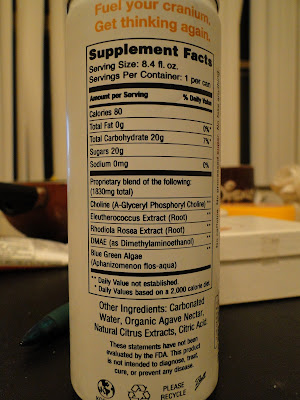 Fuel your cranium.
Get thinking again.
Supplement Facts
Serving Size: 8.4 fl. oz.
Servings Per Container: 1 per can
Amount per Serving % Daily Value
Calories 80
Total Fat 0g 0%*
Total Carbohydrate 20g 7%*
Sugars 20g
Sodium 0mg 0%
Proprietary blend of the following:
(1830mg total)
Choline (A-Glyceryl Phosphoryl Choline) **
Eleutherococcus Extract (Root) **
Rhodiola Rosea Extract (Root) **
DMAE (as Dimethylaminoethanol) **
Blue Green Algae **
(Aphanizomenon flos-aqua)
** Daily Value not established.
* Daily Values based on a 2,000 calorie diet.
Other Ingredients: Carbonated
Water, Organic Agave Nectar,
Natural Citrus Extracts, Citric Acid
These statements have not been
evaluated by the FDA. This product
is not intended to diagnose, treat,
cure, or prevent any disease.
PLEASE
RECYCLE